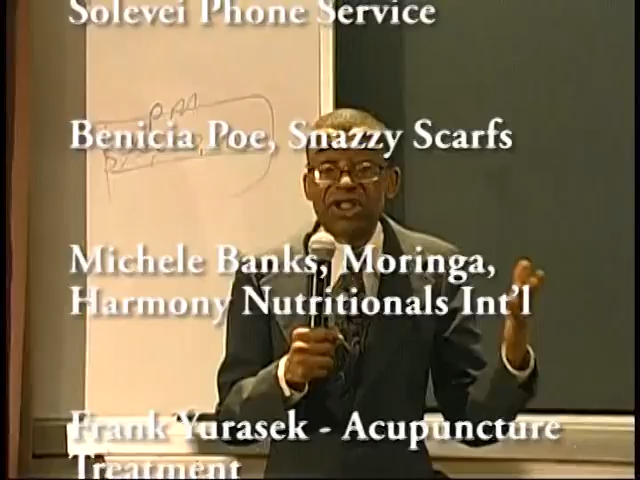 Solevei Phone Service
Benicia Poe, Snazzy Scarfs
Michele Banks, Moringa,
Harmony Nutritionals Int'l
Frank Yurasek - Acupuncture
Treatment